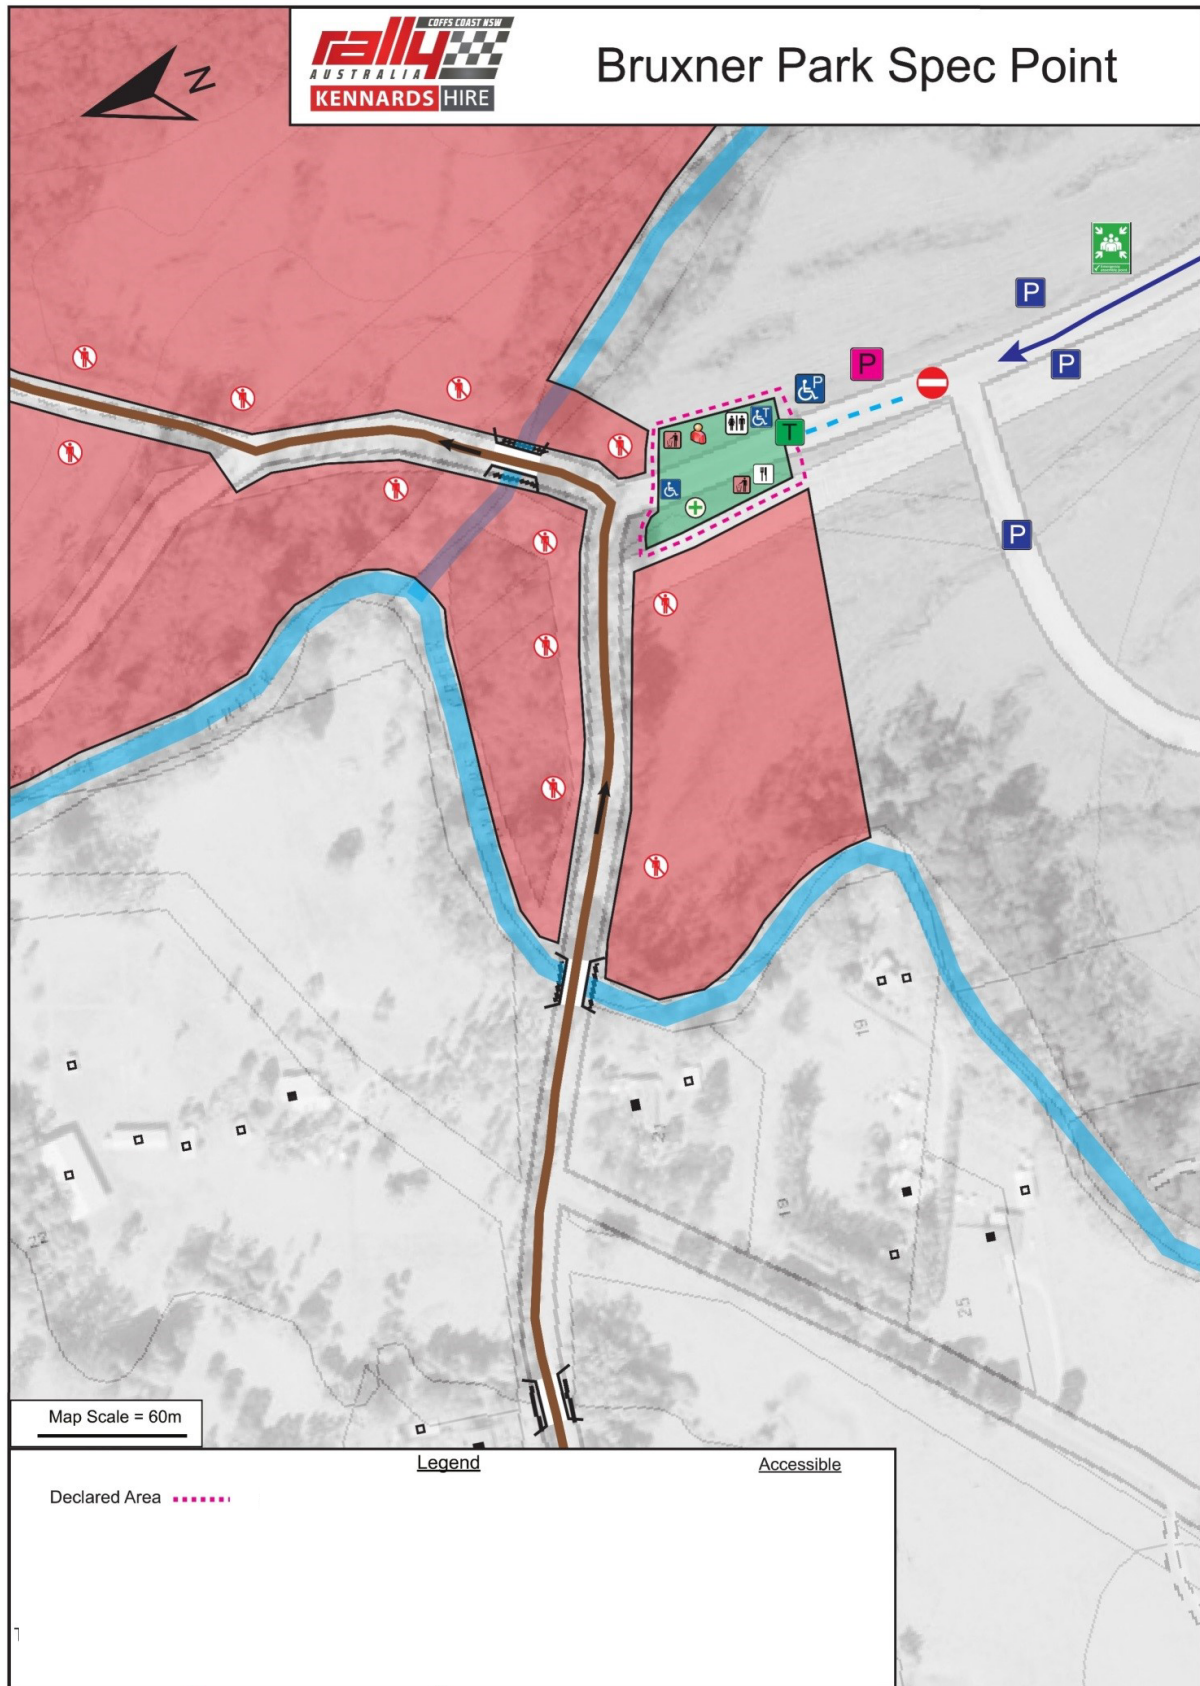 COFFS COAST NSW
rally
AUSTRALIA
KENNARDS HIRE
Bruxner Park Spec Point
N
P
P
P
P
P
T
T
CREEK
19
21
19
22
25
Map Scale = 60m
Legend
Accessible
Declared Area